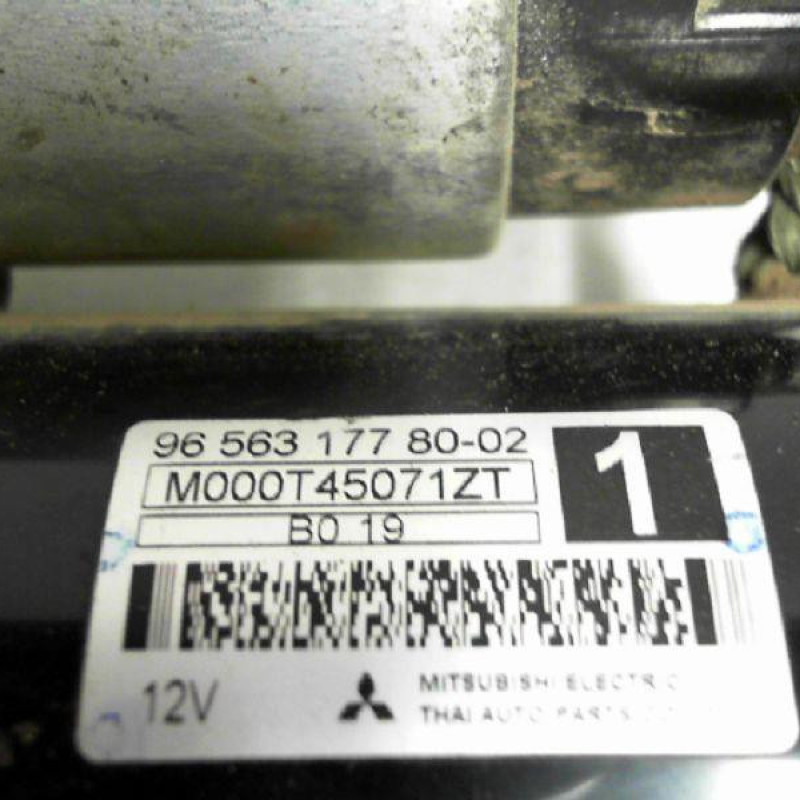 96 563 177 80-02
1
M000T45071ZT
B0 19
12V
MITSUBISHI ELECTRIC
THAI AUTO PARTS